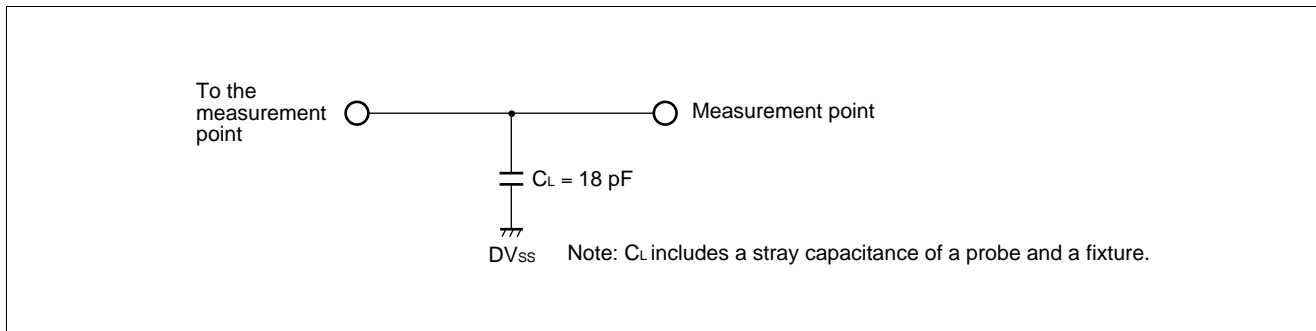 To the
measurement
point
Measurement point
CL = 18 pF
DVss
Note: CL includes a stray capacitance of a probe and a fixture.